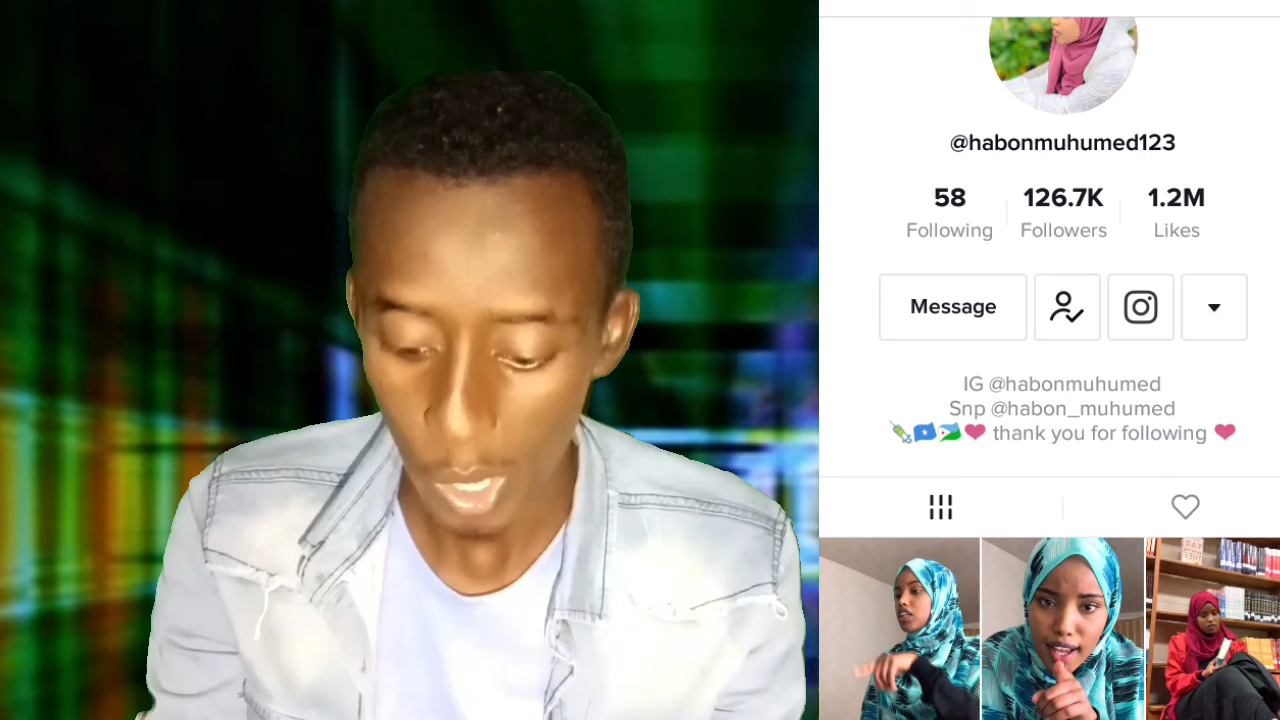 @habonmuhumed123
58
126.7K
1.2M
Following
Followers
Likes
Message
IG @habonmuhumed
Snp @habon_muhumed
💉🇸🇴🇩🇯❤️ thank you for following ❤️